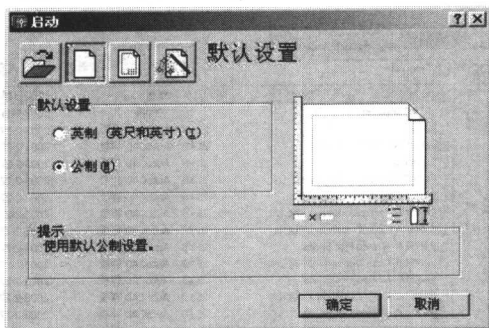 启动
默认设置
默认设置
英制 (英尺和英寸)(I)
公制(M)
提示
使用默认公制设置。
确定
取消